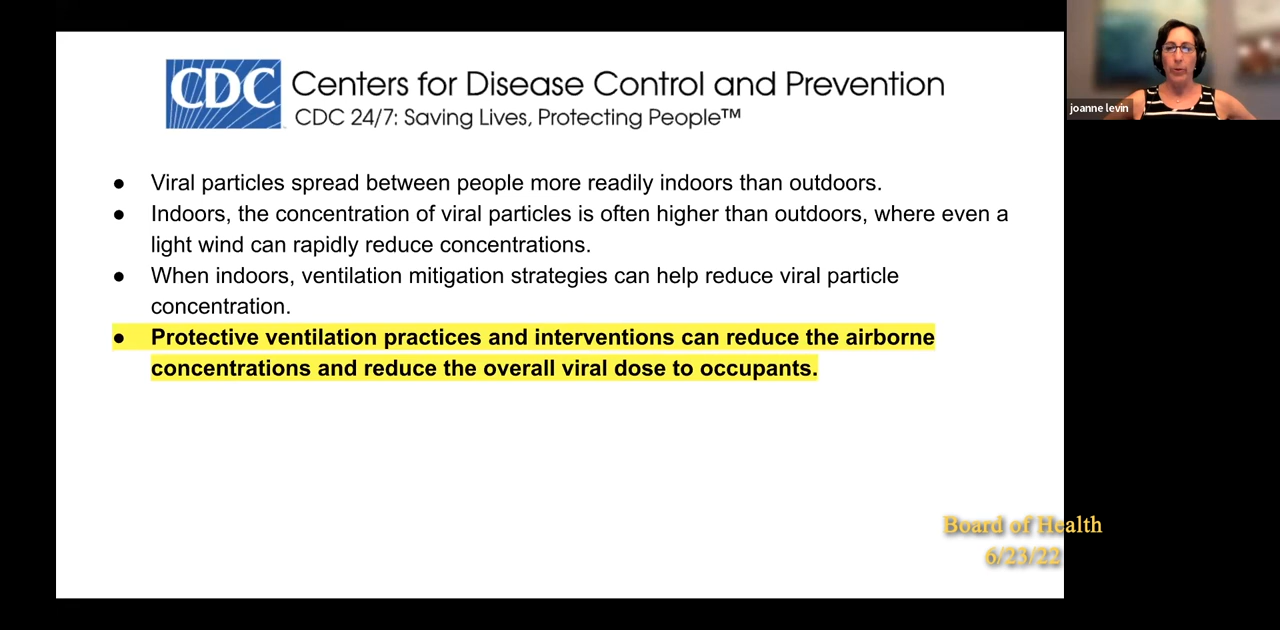 CDC Centers for Disease Control and Prevention
CDC 24/7: Saving Lives, Protecting People™
joanne levin
● Viral particles spread between people more readily indoors than outdoors.
● Indoors, the concentration of viral particles is often higher than outdoors, where even a
light wind can rapidly reduce concentrations.
● When indoors, ventilation mitigation strategies can help reduce viral particle
concentration.
● Protective ventilation practices and interventions can reduce the airborne
concentrations and reduce the overall viral dose to occupants.
Board of Health
6/23/22